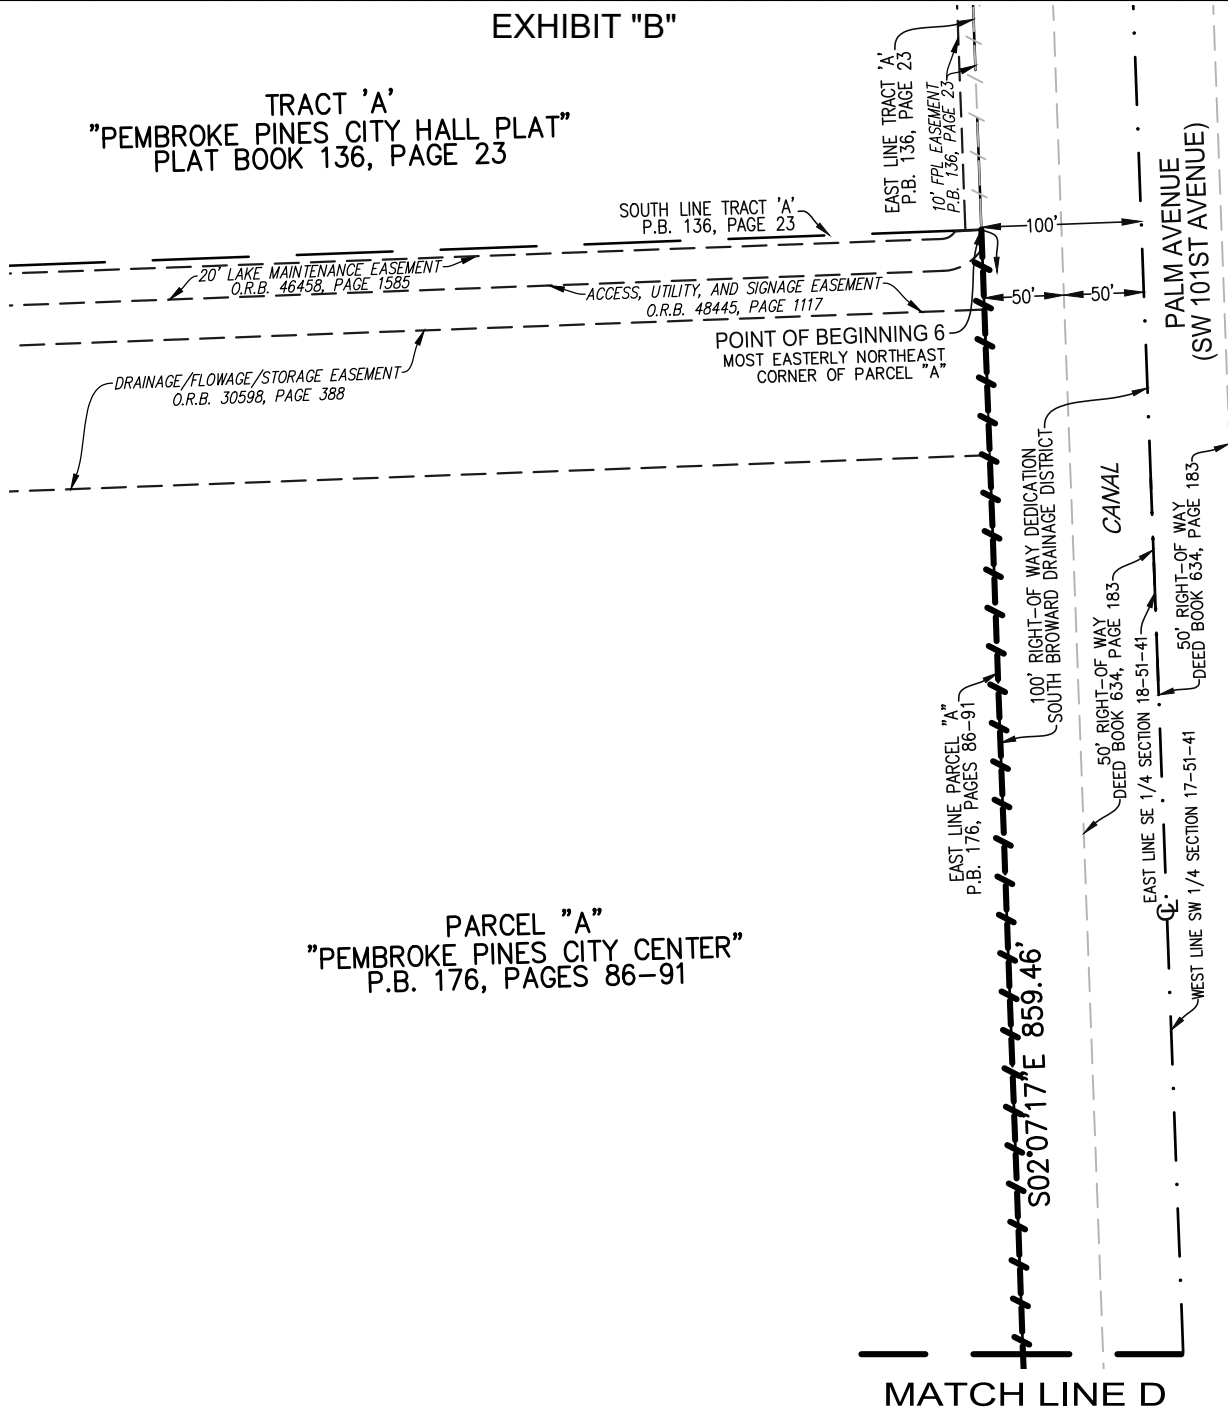 EXHIBIT "B"
TRACT 'A'
"PEMBROKE PINES CITY HALL PLAT"
PLAT BOOK 136, PAGE 23
EAST LINE TRACT 'A'
P.B. 136, PAGE 23
10' FPL EASEMENT
P.B. 136, PAGE 23
SOUTH LINE TRACT 'A'
P.B. 136, PAGE 23
100'
PALM AVENUE
(SW 101ST AVENUE)
20' LAKE MAINTENANCE EASEMENT
O.R.B. 46458, PAGE 1585
ACCESS, UTILITY, AND SIGNAGE EASEMENT
O.R.B. 48445, PAGE 1117
50'
50'
POINT OF BEGINNING 6
MOST EASTERLY NORTHEAST
CORNER OF PARCEL "A"
DRAINAGE/FLOWAGE/STORAGE EASEMENT
O.R.B. 30598, PAGE 388
100' RIGHT-OF WAY DEDICATION
SOUTH BROWARD DRAINAGE DISTRICT
CANAL
50' RIGHT-OF WAY
DEED BOOK 634, PAGE 183
50' RIGHT-OF WAY
DEED BOOK 634, PAGE 183
EAST LINE SE 1/4 SECTION 18-51-41
WEST LINE SW 1/4 SECTION 17-51-41
EAST LINE PARCEL "A"
P.B. 176, PAGES 86-91
℄
PARCEL "A"
"PEMBROKE PINES CITY CENTER"
P.B. 176, PAGES 86-91
S02°07'17"E 859.46'
MATCH LINE D